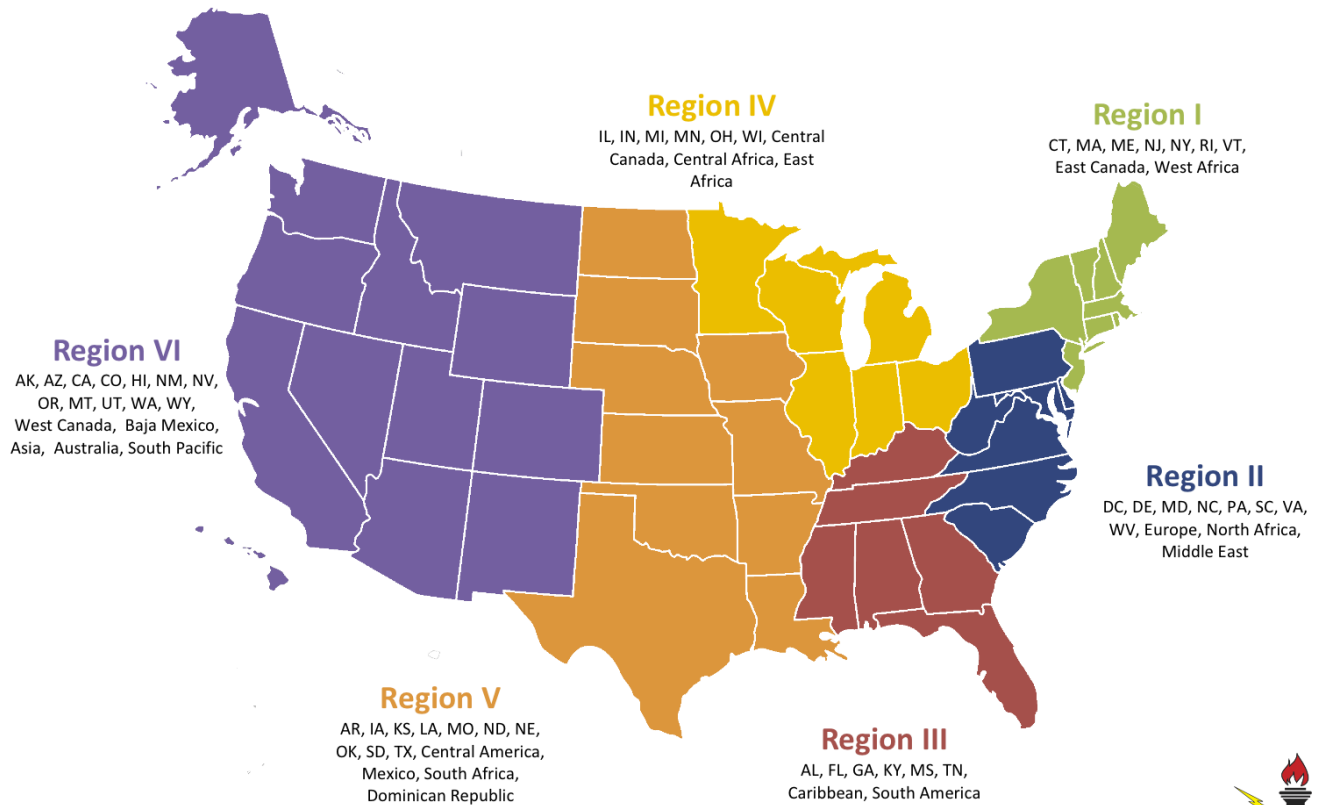 Region IV
IL, IN, MI, MN, OH, WI, Central
Canada, Central Africa, East
Africa
Region I
CT, MA, ME, NJ, NY, RI, VT,
East Canada, West Africa
Region VI
AK, AZ, CA, CO, HI, NM, NV,
OR, MT, UT, WA, WY,
West Canada, Baja Mexico,
Asia, Australia, South Pacific
Region II
DC, DE, MD, NC, PA, SC, VA,
WV, Europe, North Africa,
Middle East
Region V
AR, IA, KS, LA, MO, ND, NE,
OK, SD, TX, Central America,
Mexico, South Africa,
Dominican Republic
Region III
AL, FL, GA, KY, MS, TN,
Caribbean, South America